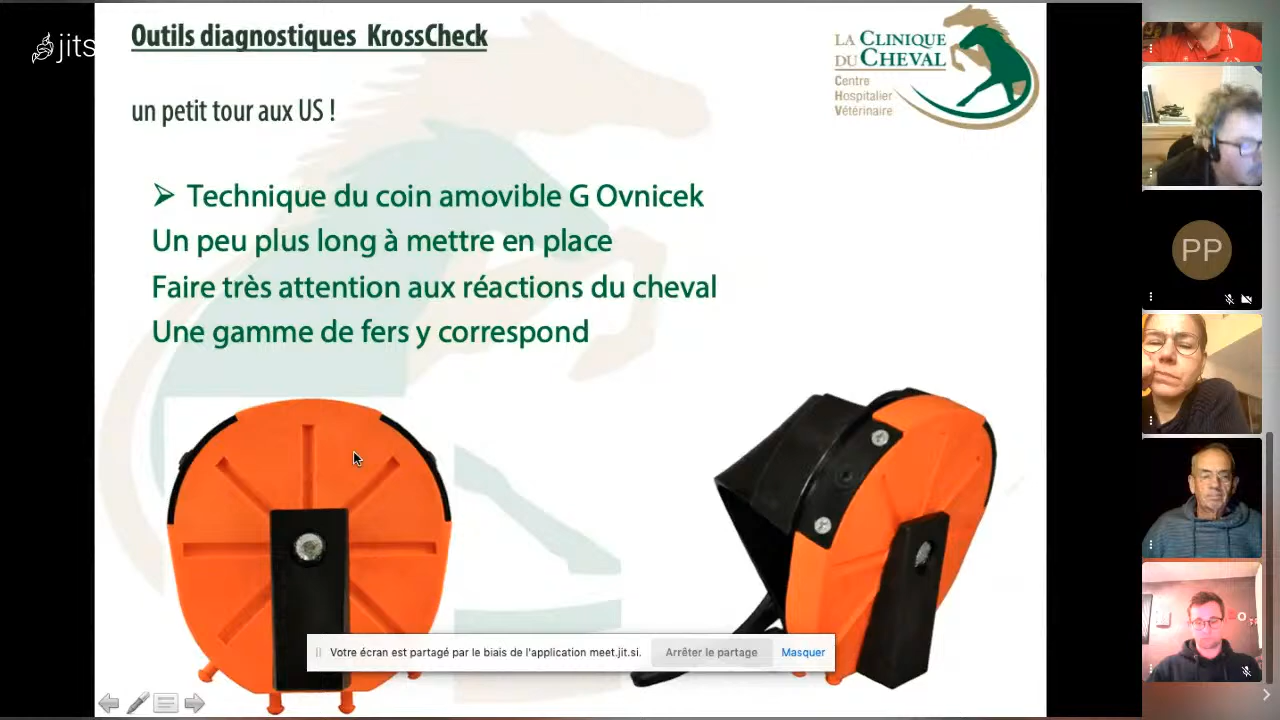 jits
Outils diagnostiques KrossCheck
un petit tour aux US !
LA CLINIQUE
DU CHEVAL
Centre
Hospitalier
Vétérinaire
➢ Technique du coin amovible G Ovnicek
Un peu plus long à mettre en place
Faire très attention aux réactions du cheval
Une gamme de fers y correspond
PP
Votre écran est partagé par le biais de l'application meet.jit.si.
Arrêter le partage
Masquer